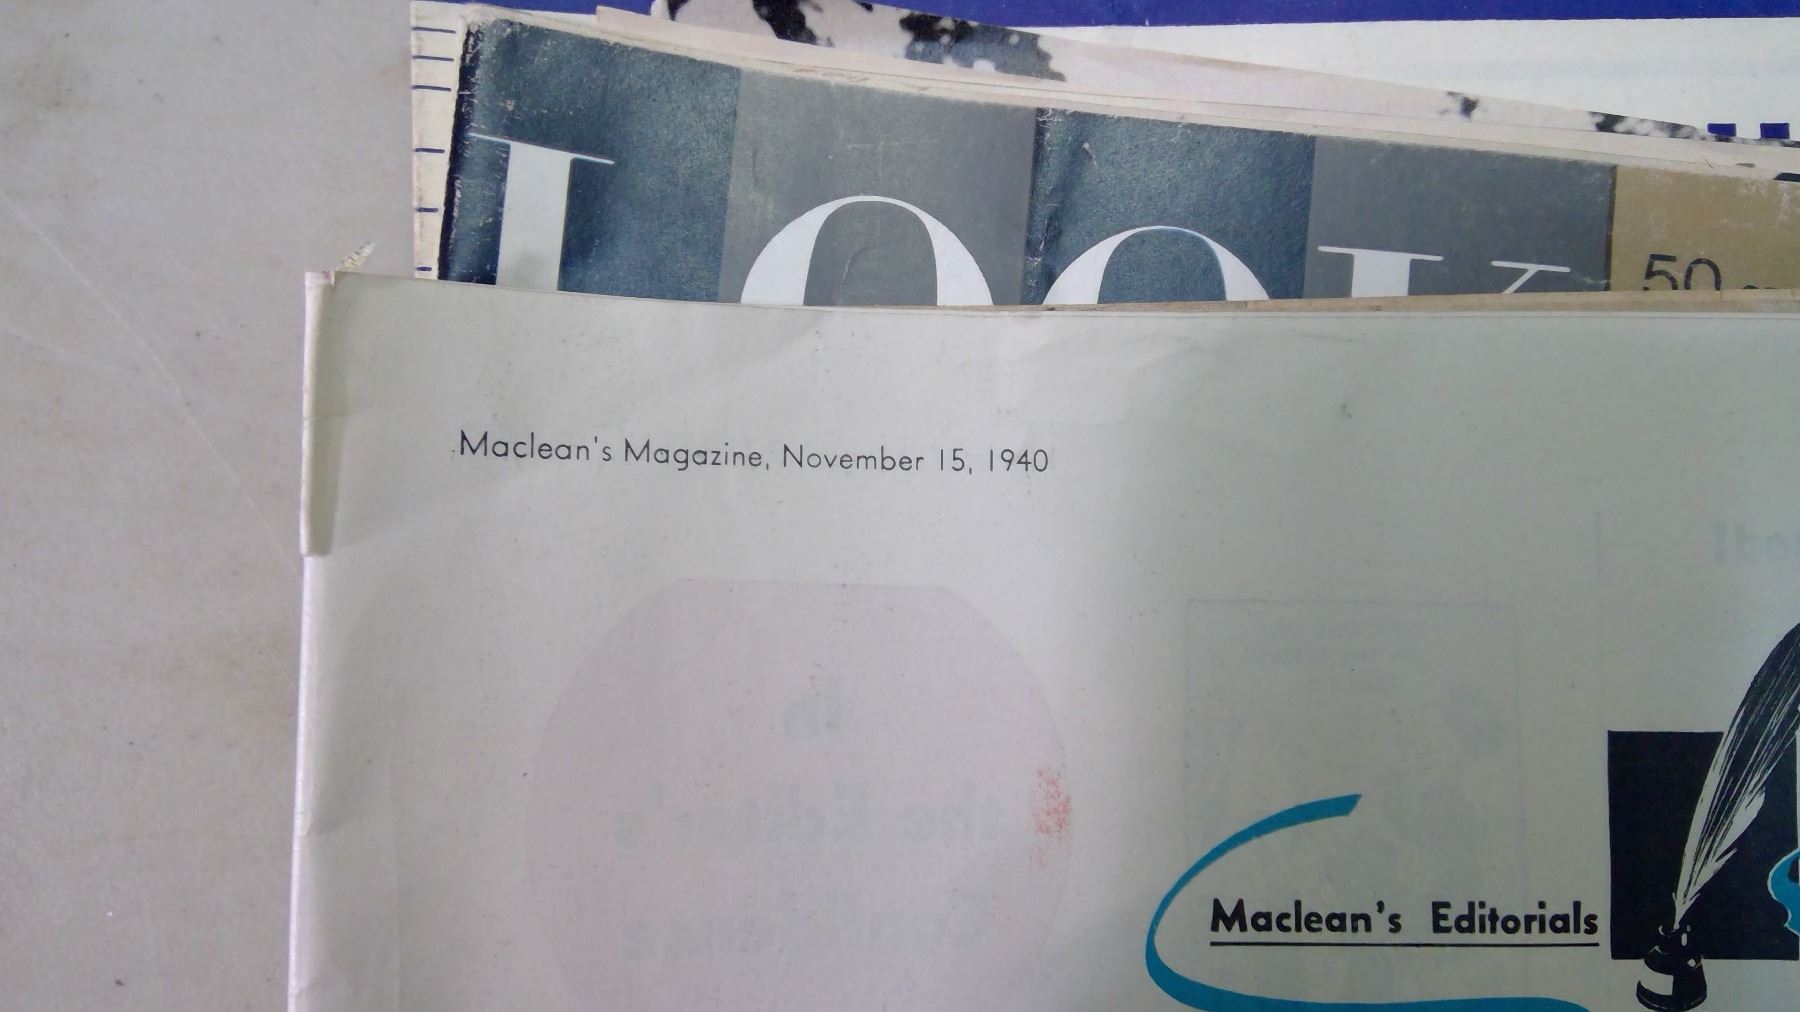 LOOK
50
Maclean's Magazine, November 15, 1940
Maclean's Editorials